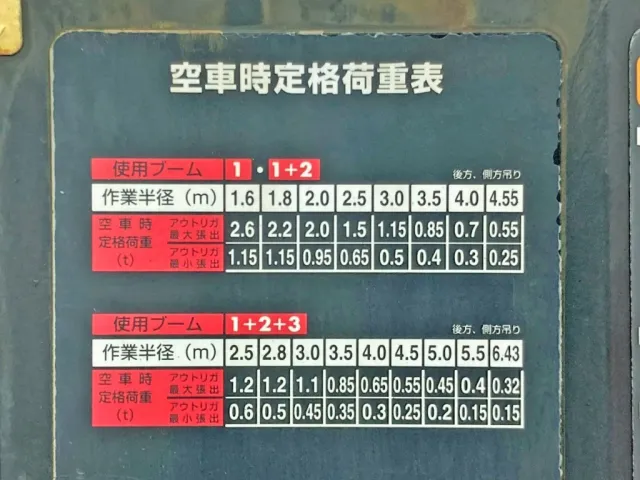 空車時定格荷重表
使用ブーム 1・1+2 後方、側方吊り
作業半径(m) 1.6 1.8 2.0 2.5 3.0 3.5 4.0 4.55
空車時定格荷重(t) アウトリガ最大張出 2.6 2.2 2.0 1.5 1.15 0.85 0.7 0.55
アウトリガ最小張出 1.15 1.15 0.95 0.65 0.5 0.4 0.3 0.25
使用ブーム 1+2+3 後方、側方吊り
作業半径(m) 2.5 2.8 3.0 3.5 4.0 4.5 5.0 5.5 6.43
空車時定格荷重(t) アウトリガ最大張出 1.2 1.2 1.1 0.85 0.65 0.55 0.45 0.4 0.32
アウトリガ最小張出 0.6 0.5 0.45 0.35 0.3 0.25 0.2 0.15 0.15